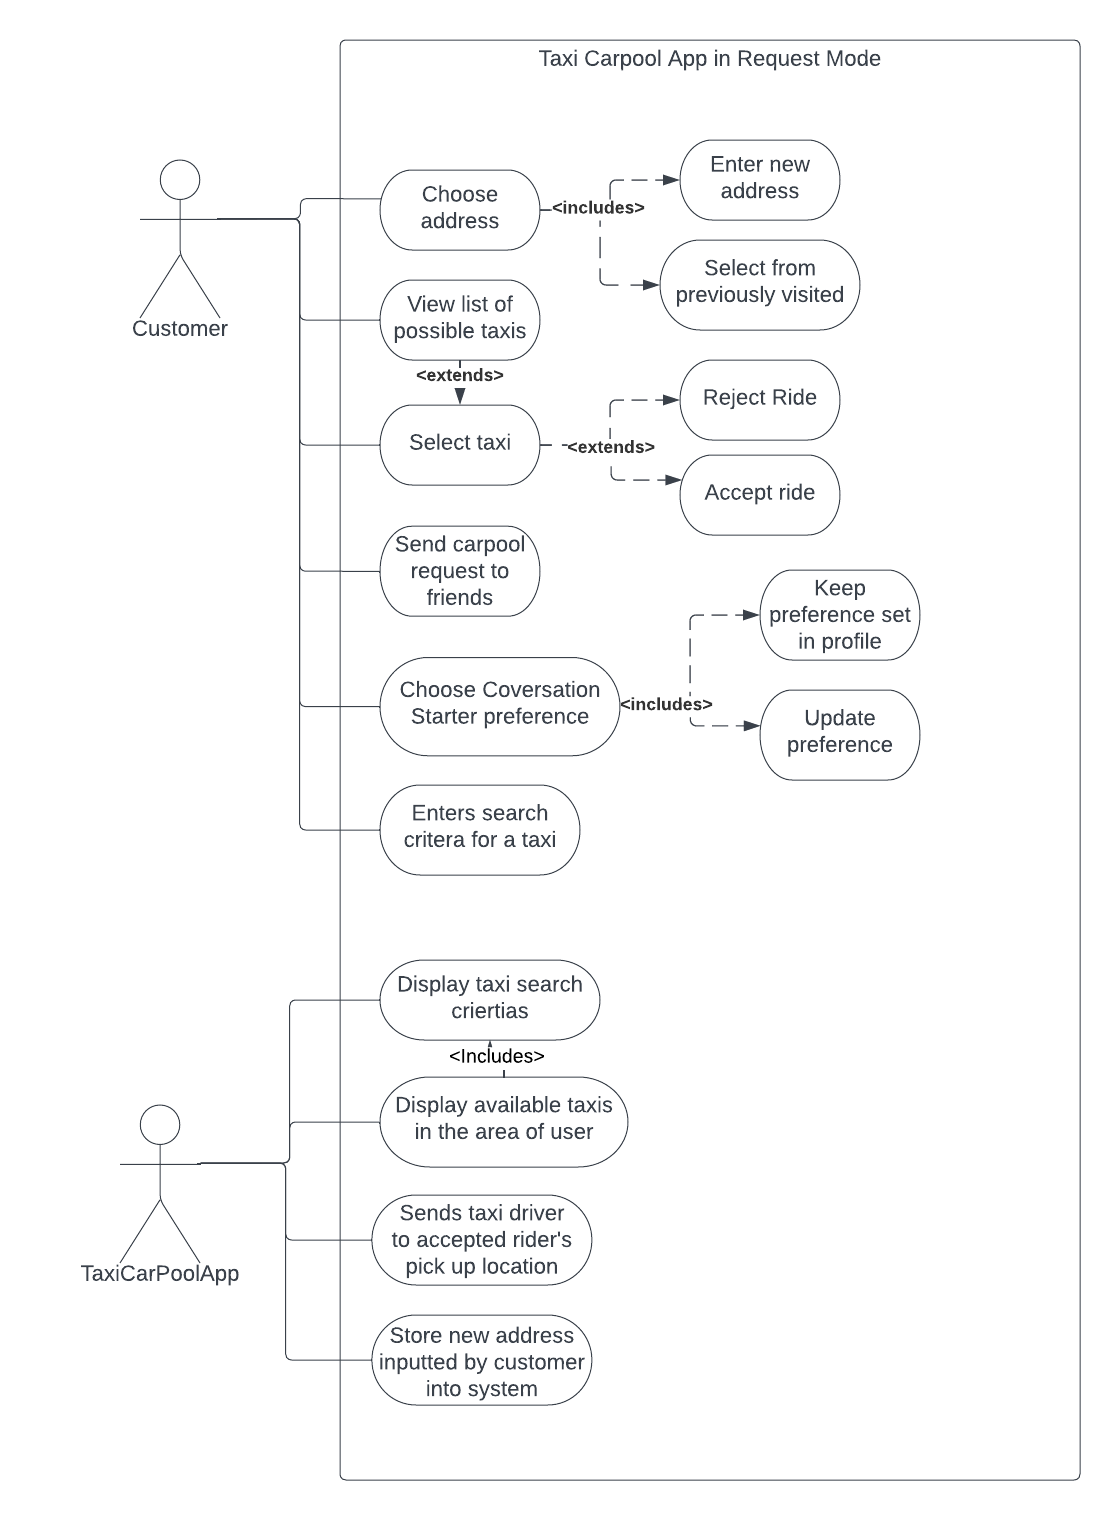 Taxi Carpool App in Request Mode
Choose
address
<includes>
Enter new
address
Select from
previously visited
Customer
View list of
possible taxis
<extends>
Select taxi
<extends>
Reject Ride
Accept ride
Send carpool
request to
friends
Choose Coversation
Starter preference
<includes>
Keep
preference set
in profile
Update
preference
Enters search
critera for a taxi
Display taxi search
criertias
<Includes>
Display available taxis
in the area of user
TaxiCarPoolApp
Sends taxi driver
to accepted rider's
pick up location
Store new address
inputted by customer
into system